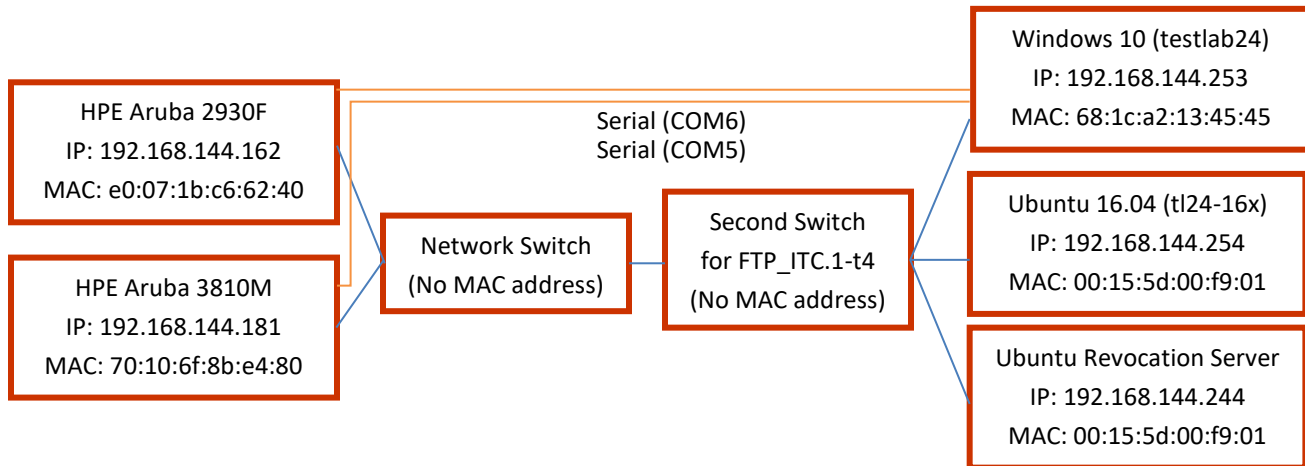 HPE Aruba 2930F
IP: 192.168.144.162
MAC: e0:07:1b:c6:62:40
HPE Aruba 3810M
IP: 192.168.144.181
MAC: 70:10:6f:8b:e4:80
Serial (COM6)
Serial (COM5)
Network Switch
(No MAC address)
Second Switch
for FTP_ITC.1-t4
(No MAC address)
Windows 10 (testlab24)
IP: 192.168.144.253
MAC: 68:1c:a2:13:45:45
Ubuntu 16.04 (tl24-16x)
IP: 192.168.144.254
MAC: 00:15:5d:00:f9:01
Ubuntu Revocation Server
IP: 192.168.144.244
MAC: 00:15:5d:00:f9:01